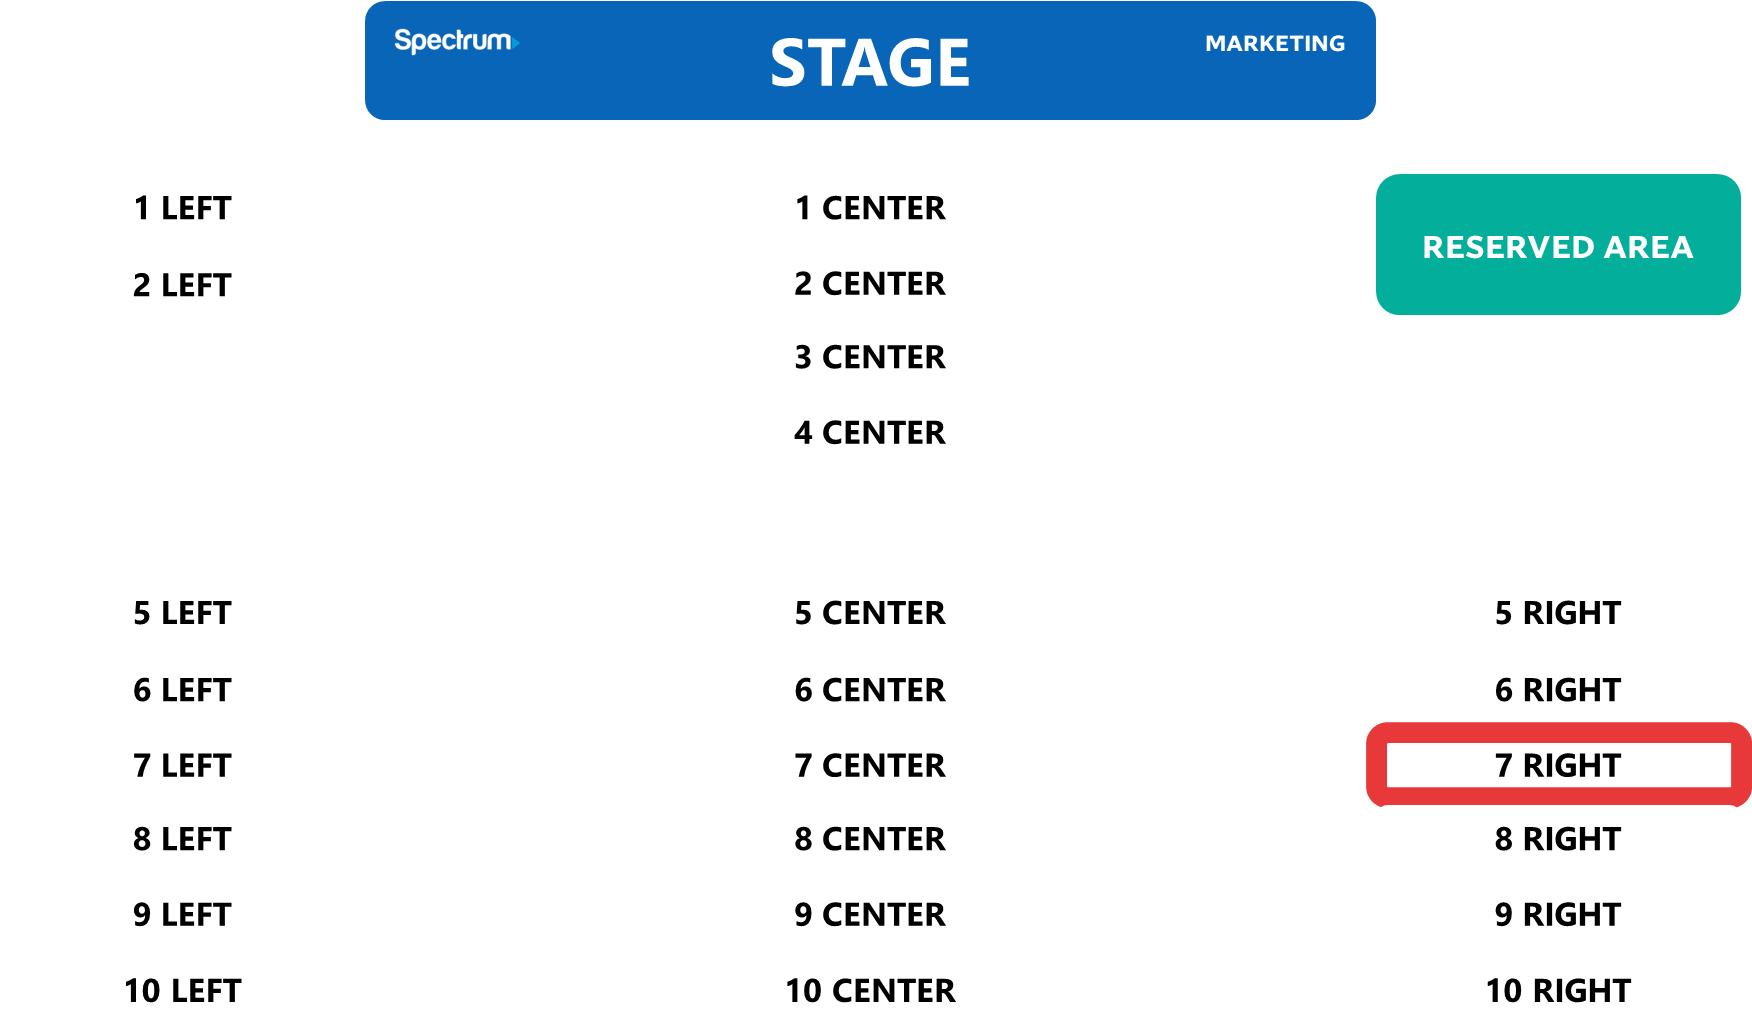 Spectrum
STAGE
MARKETING
1 LEFT
1 CENTER
RESERVED AREA
2 LEFT
2 CENTER
3 CENTER
4 CENTER
5 LEFT
5 CENTER
5 RIGHT
6 LEFT
6 CENTER
6 RIGHT
7 LEFT
7 CENTER
7 RIGHT
8 LEFT
8 CENTER
8 RIGHT
9 LEFT
9 CENTER
9 RIGHT
10 LEFT
10 CENTER
10 RIGHT